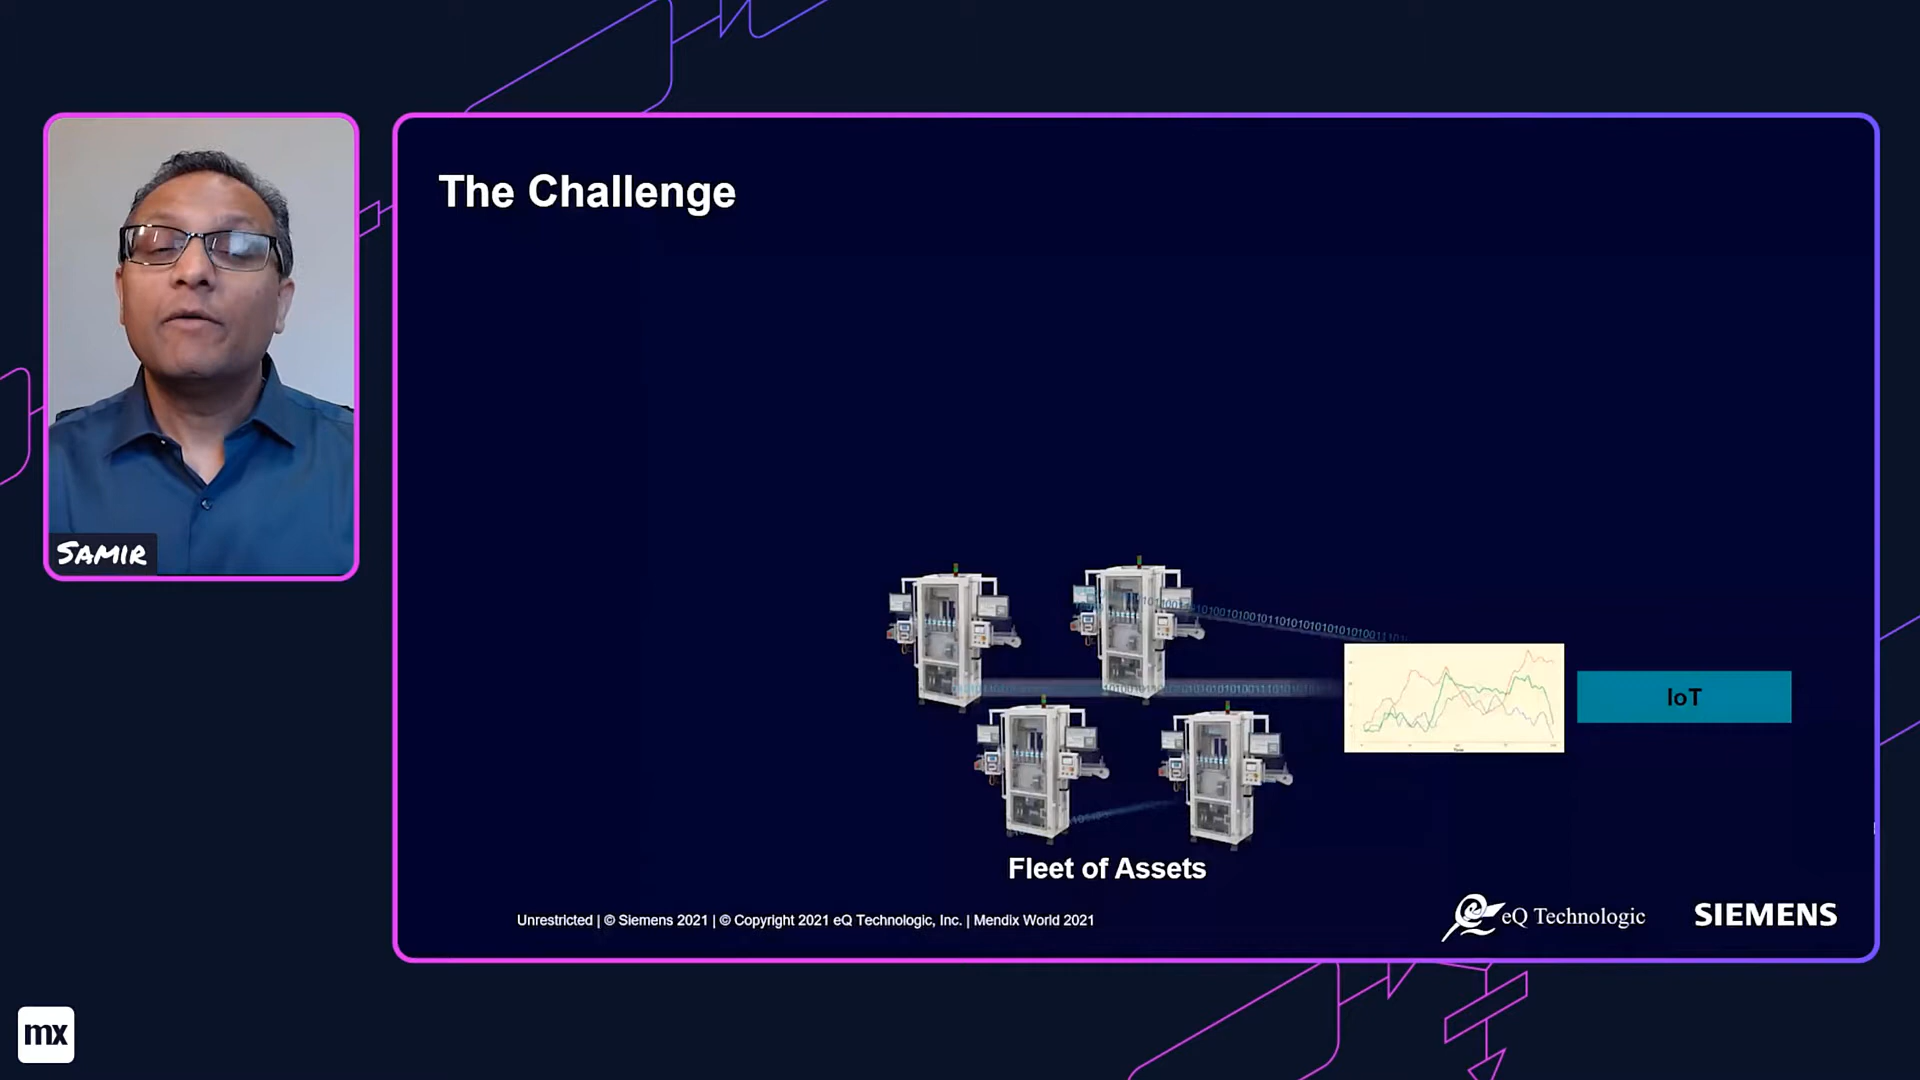 The Challenge
SAMIR
IoT
Fleet of Assets
Unrestricted | © Siemens 2021 | © Copyright 2021 eQ Technologic, Inc. | Mendix World 2021
eQ Technologic
SIEMENS
mx